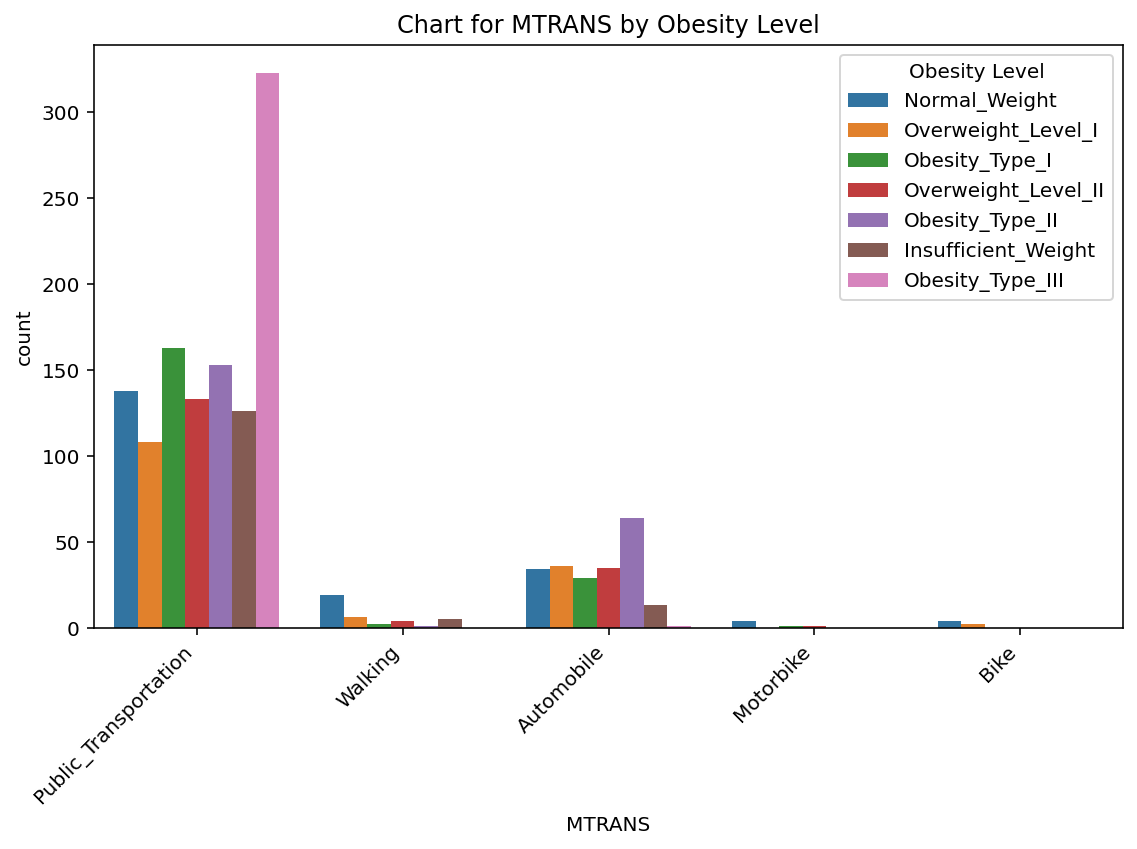 Chart for MTRANS by Obesity Level
Obesity Level
Normal_Weight
Overweight_Level_I
Obesity_Type_I
Overweight_Level_II
Obesity_Type_II
Insufficient_Weight
Obesity_Type_III
count
300
250
200
150
100
50
0
Public_Transportation
Walking
Automobile
Motorbike
Bike
MTRANS